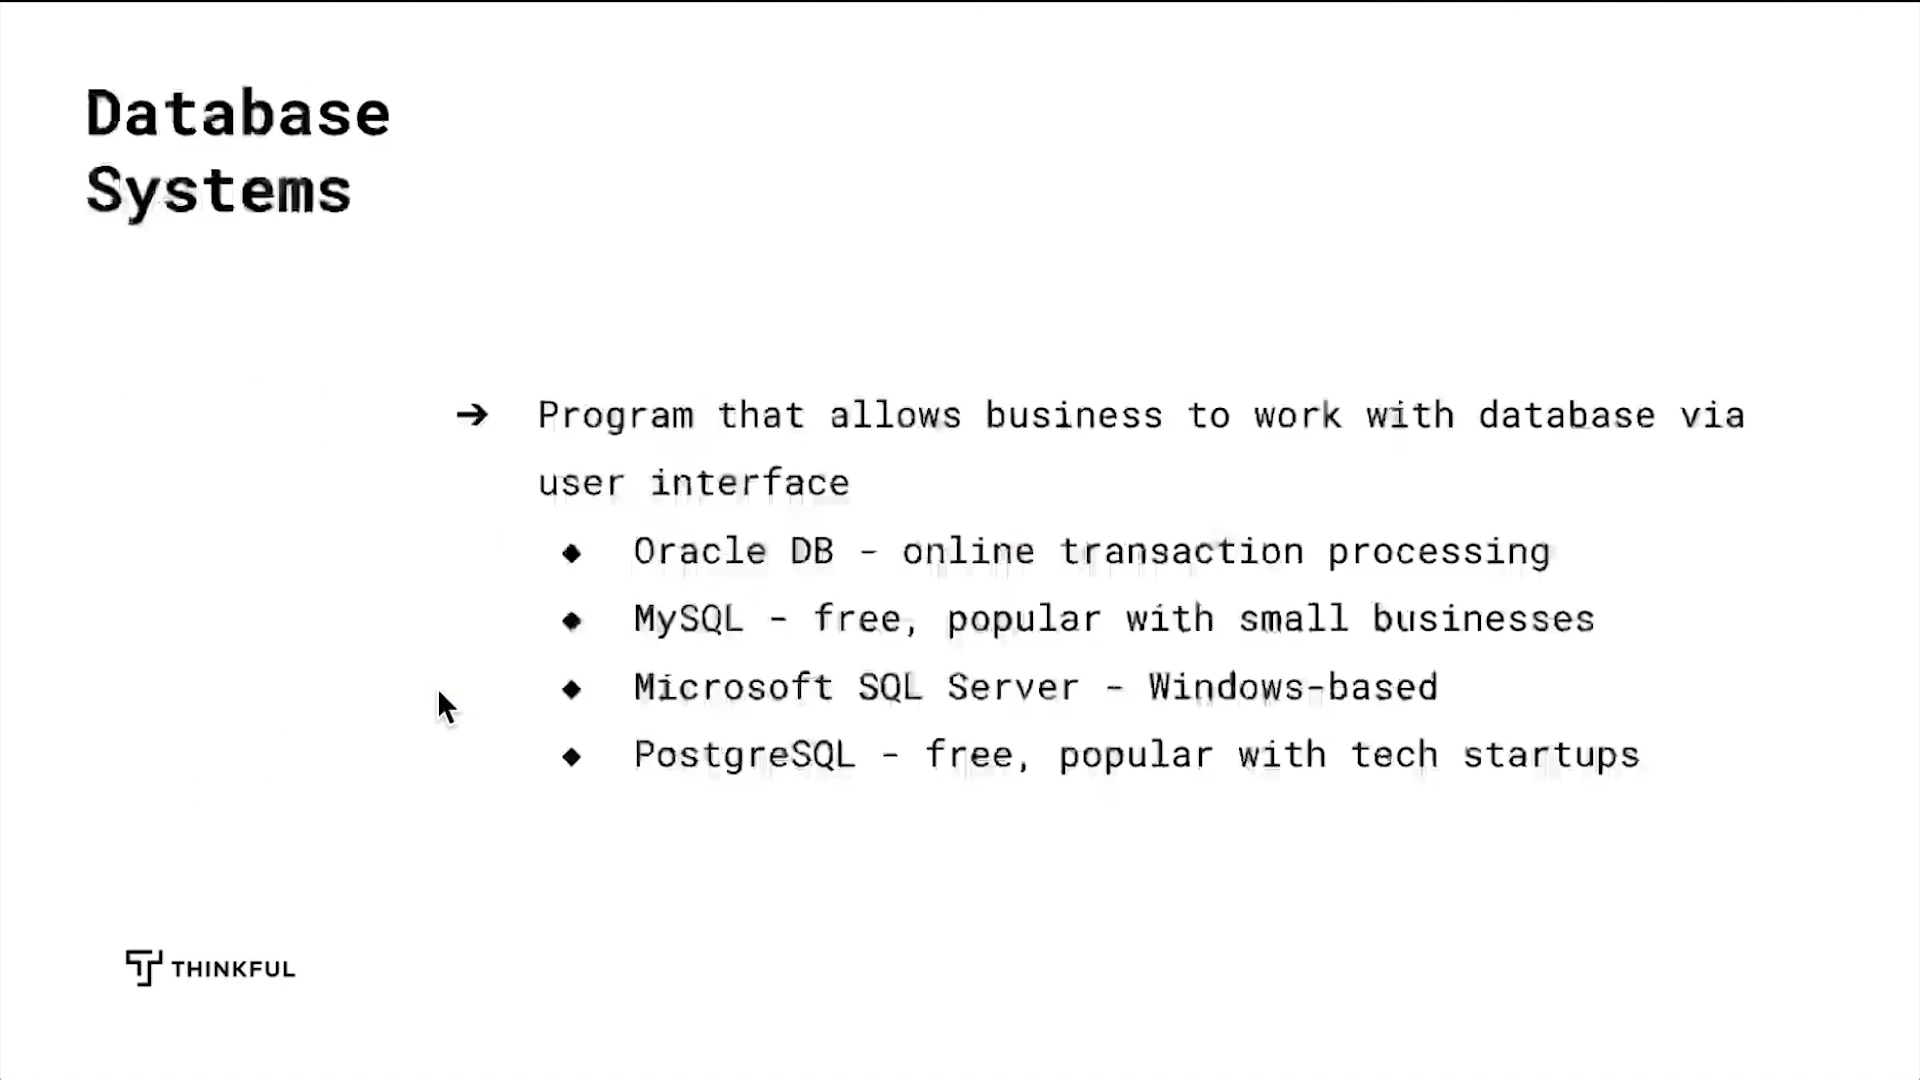 Database
Systems
➔ Program that allows business to work with database via
user interface
◆ Oracle DB - online transaction processing
◆ MySQL - free, popular with small businesses
◆ Microsoft SQL Server - Windows-based
◆ PostgreSQL - free, popular with tech startups
THINKFUL